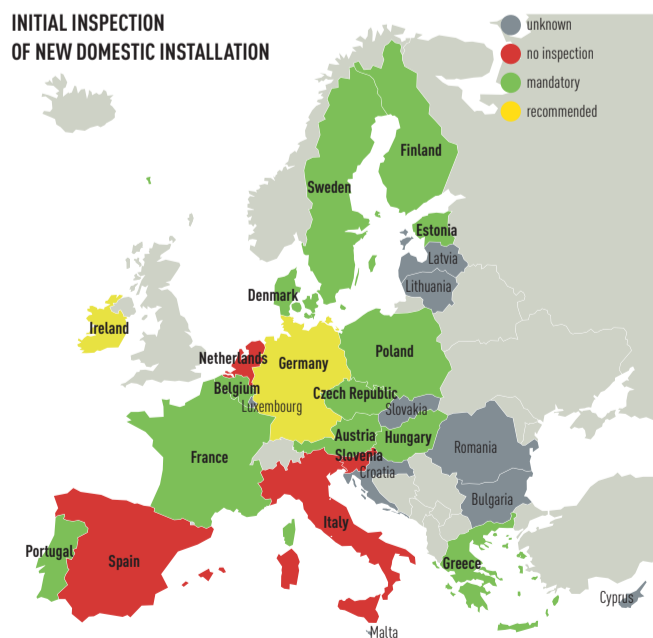 INITIAL INSPECTION
OF NEW DOMESTIC INSTALLATION
unknown
no inspection
mandatory
recommended
Finland
Sweden
Estonia
Latvia
Lithuania
Denmark
Ireland
Netherlands
Germany
Poland
Belgium
Czech Republic
Luxembourg
Slovakia
Austria
Hungary
Romania
France
Slovenia
Croatia
Bulgaria
Italy
Portugal
Spain
Greece
Cyprus
Malta